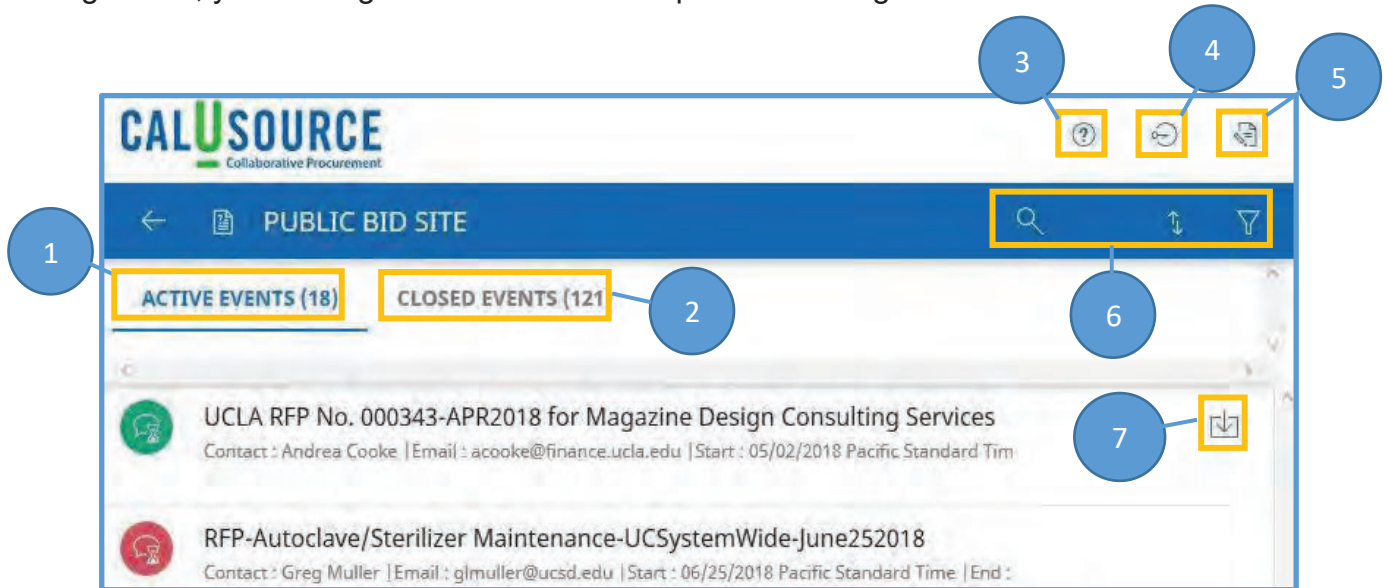 3
4
5
CALUSOURCE
Collaborative Procurement
PUBLIC BID SITE
1
ACTIVE EVENTS (18)
CLOSED EVENTS (121
2
6
UCLA RFP No. 000343-APR2018 for Magazine Design Consulting Services
Contact : Andrea Cooke | Email : acooke@finance.ucla.edu | Start : 05/02/2018 Pacific Standard Tim
7
RFP-Autoclave/Sterilizer Maintenance-UCSystemWide-June252018
Contact : Greg Muller | Email : glmuller@ucsd.edu | Start : 06/25/2018 Pacific Standard Time | End :